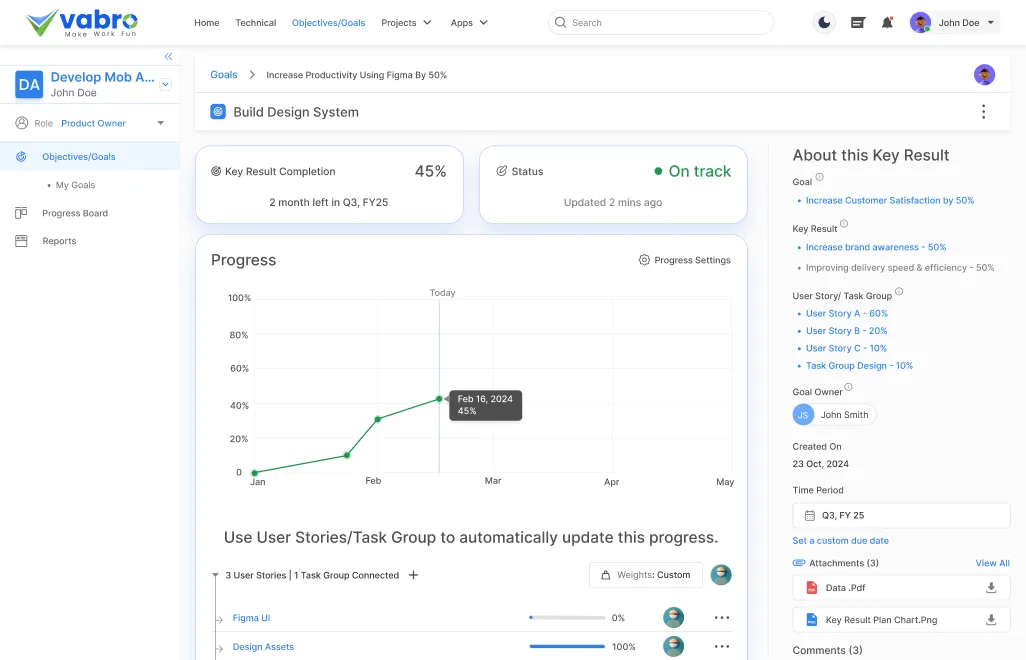 vabro
Make Work Fun
Home Technical Objectives/Goals Projects Apps
Search
John Doe
DA
Develop Mob A...
John Doe
Role Product Owner
Objectives/Goals
• My Goals
Progress Board
Reports
Goals > Increase Productivity Using Figma By 50%
Build Design System
Key Result Completion 45%
2 month left in Q3, FY25
Status • On track
Updated 2 mins ago
Progress
Progress Settings
Today
100%
80%
60%
40%
20%
0
Feb 16, 2024
45%
Jan Feb Mar Apr May
Use User Stories/Task Group to automatically update this progress.
3 User Stories | 1 Task Group Connected +
Weights: Custom
Figma UI 0%
Design Assets 100%
About this Key Result
Goal
• Increase Customer Satisfaction by 50%
Key Result
• Increase brand awareness - 50%
• Improving delivery speed & efficiency - 50%
User Story/ Task Group
• User Story A - 60%
• User Story B - 20%
• User Story C - 10%
• Task Group Design - 10%
Goal Owner
JS John Smith
Created On
23 Oct, 2024
Time Period
Q3, FY 25
Set a custom due date
Attachments (3) View All
Data .Pdf
Key Result Plan Chart.Png
Comments (3)